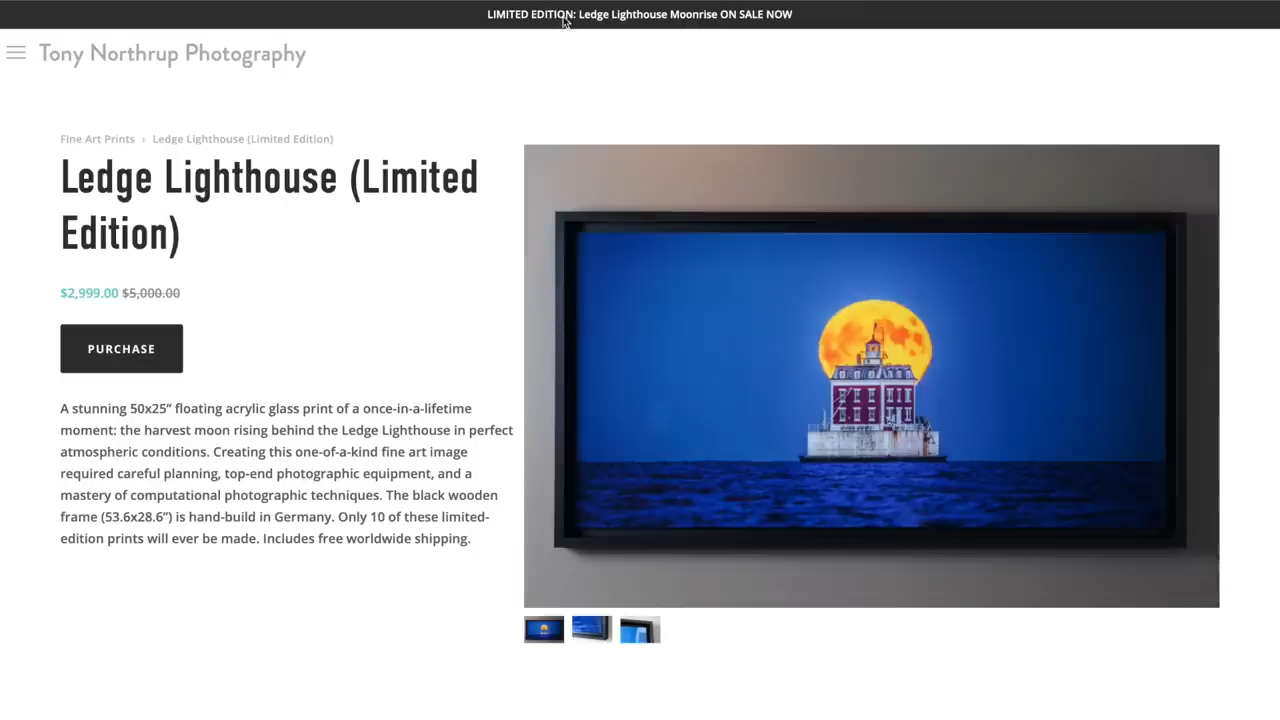 LIMITED EDITION: Ledge Lighthouse Moonrise ON SALE NOW
Tony Northrup Photography
Fine Art Prints › Ledge Lighthouse (Limited Edition)
Ledge Lighthouse (Limited
Edition)
$2,999.00 $5,000.00
PURCHASE
A stunning 50x25” floating acrylic glass print of a once-in-a-lifetime
moment: the harvest moon rising behind the Ledge Lighthouse in perfect
atmospheric conditions. Creating this one-of-a-kind fine art image
required careful planning, top-end photographic equipment, and a
mastery of computational photographic techniques. The black wooden
frame (53.6x28.6”) is hand-build in Germany. Only 10 of these limited-
edition prints will ever be made. Includes free worldwide shipping.